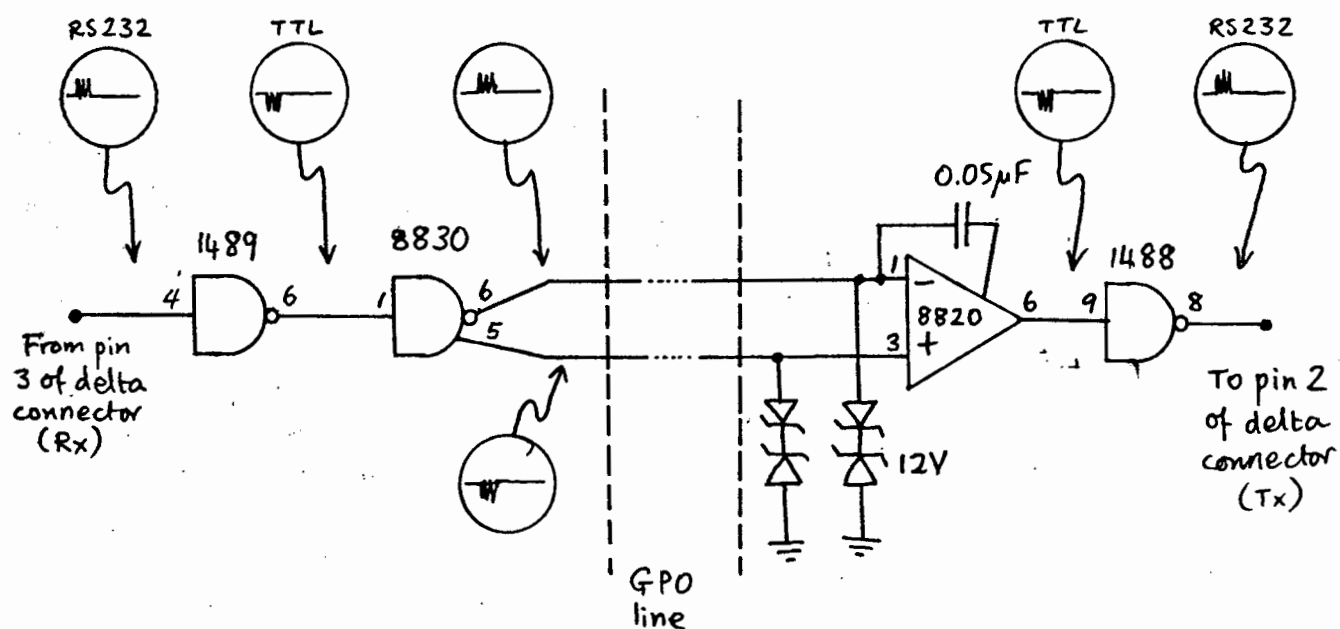 RS232
TTL
TTL
RS232
0.05µF
1489
8830
1488
4
6
1
6
5
1
-
8820
+
3
6
9
8
From pin
3 of delta
connector
(Rx)
12V
To pin 2
of delta
connector
(Tx)
GPO
line